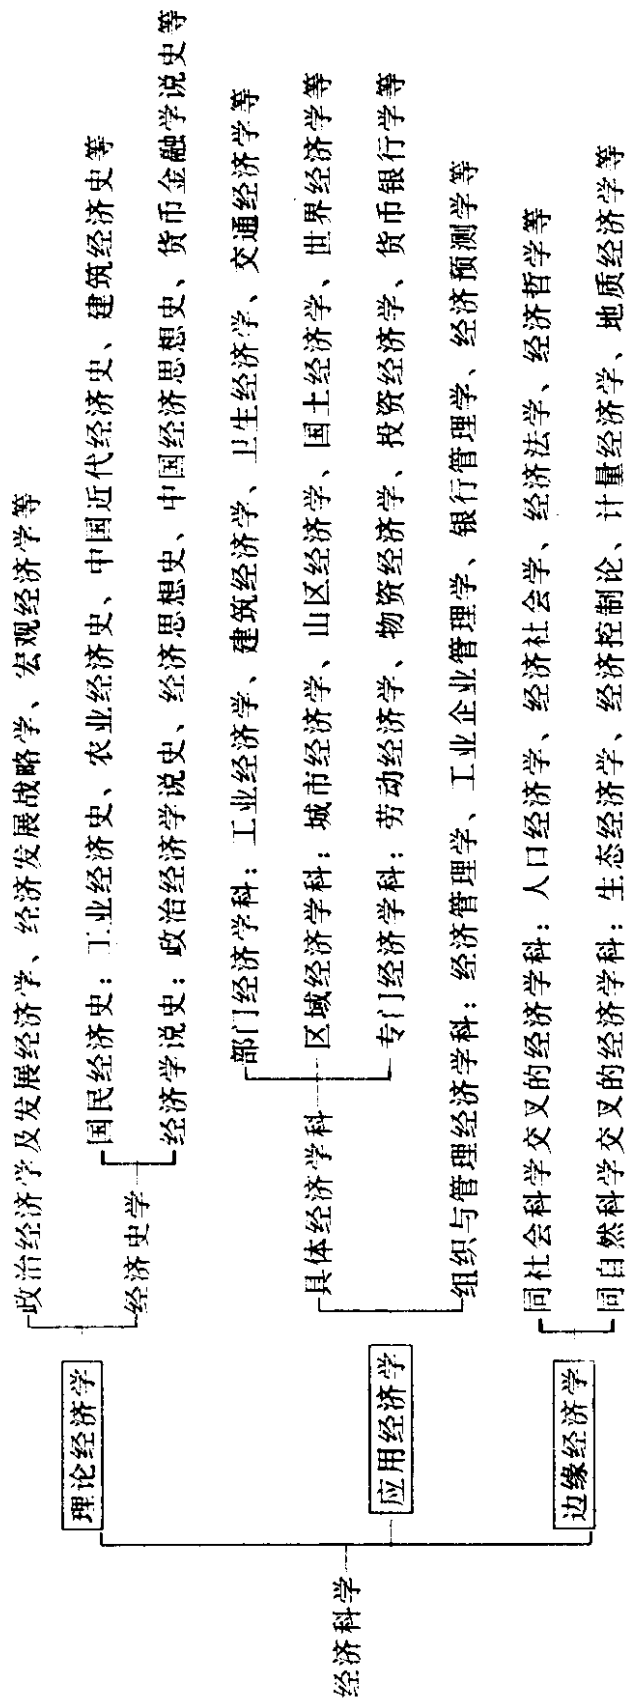 经济科学
理论经济学
政治经济学及发展经济学、经济发展战略学、宏观经济学等
经济史学
国民经济史：工业经济史、农业经济史、中国近代经济史、建筑经济史等
经济学说史：政治经济学说史、经济思想史、中国经济思想史、货币金融学说史等
应用经济学
具体经济学科
部门经济学科：工业经济学、建筑经济学、卫生经济学、交通经济学等
区域经济学科：城市经济学、山区经济学、国土经济学、世界经济学等
专门经济学科：劳动经济学、物资经济学、投资经济学、货币银行学等
组织与管理经济学科：经济管理学、工业企业管理学、银行管理学、经济预测学等
边缘经济学
同社会科学交叉的经济学科：人口经济学、经济社会学、经济法学、经济哲学等
同自然科学交叉的经济学科：生态经济学、经济控制论、计量经济学、地质经济学等